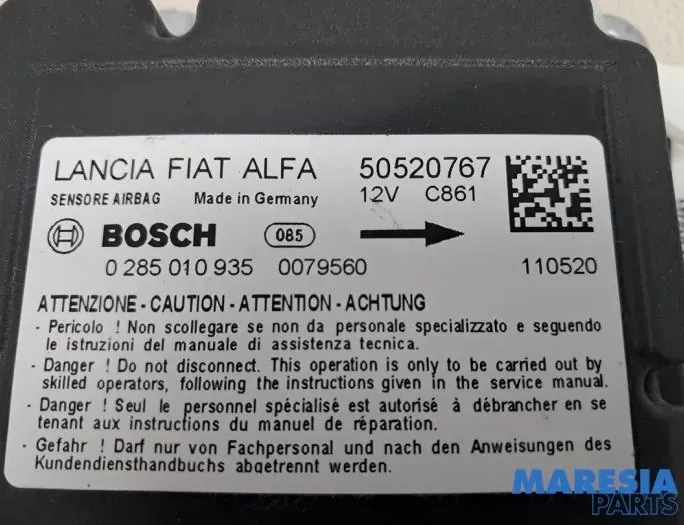 LANCIA FIAT ALFA 50520767
SENSORE AIRBAG Made in Germany 12V C861
BOSCH 085
0 285 010 935 0079560 110520
ATTENZIONE - CAUTION - ATTENTION - ACHTUNG
- Pericolo ! Non scollegare se non da personale specializzato e seguendo
le istruzioni del manuale di assistenza tecnica.
- Danger ! Do not disconnect. This operation is only to be carried out by
skilled operators, following the instructions given in the service manual.
- Danger ! Seul le personnel spécialisé est autorisé à débrancher en se
tenant aux instructions du manuel de réparation.
- Gefahr ! Darf nur von Fachpersonal und nach den Anweisungen des
Kundendiensthandbuchs abgetrennt werden.
MARESIA
PARTS